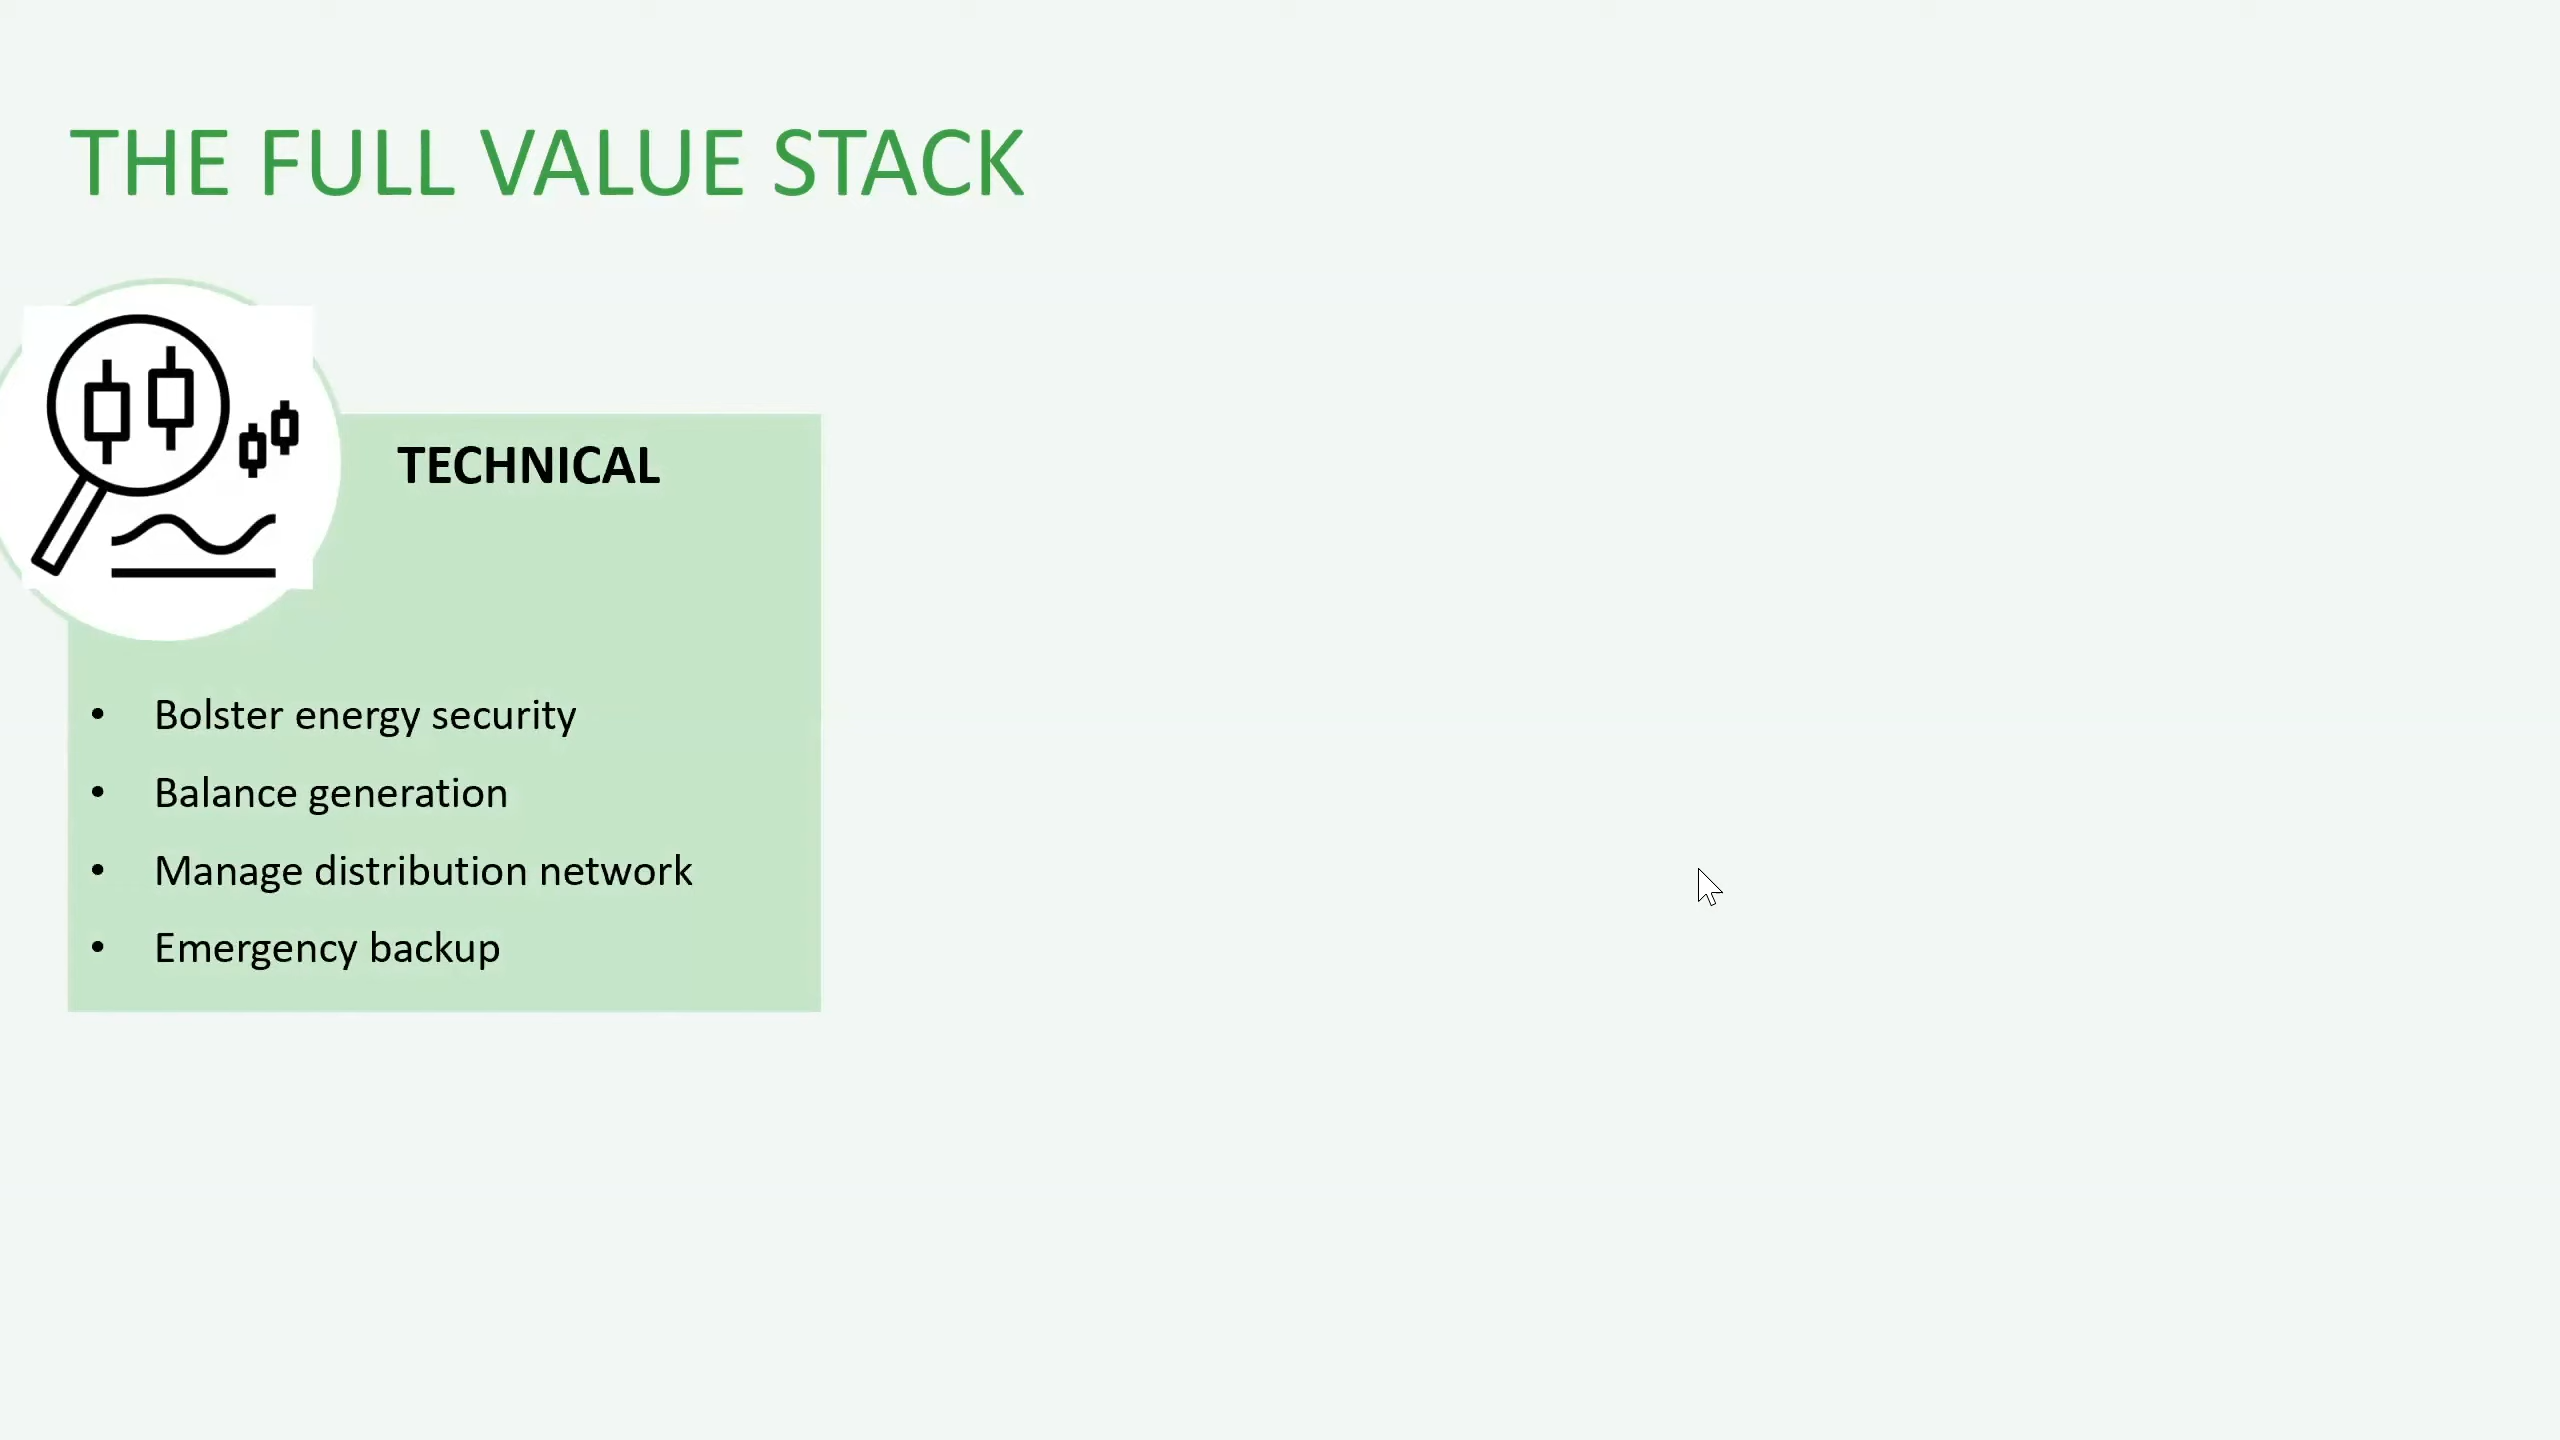 THE FULL VALUE STACK
TECHNICAL
• Bolster energy security
• Balance generation
• Manage distribution network
• Emergency backup